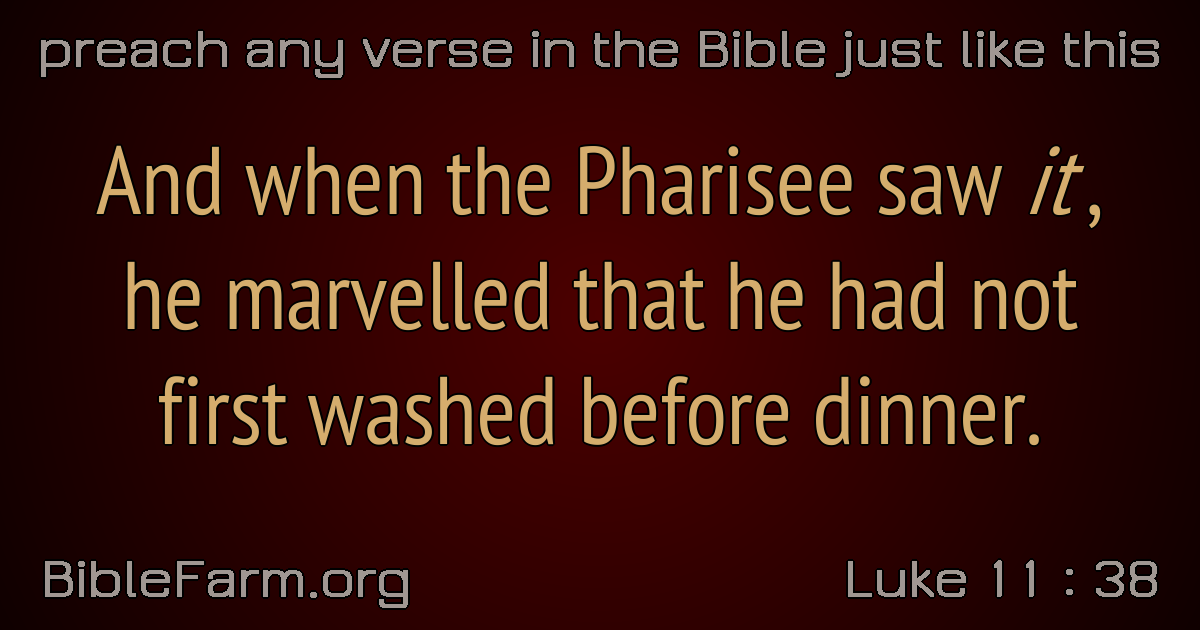 preach any verse in the Bible just like this
And when the Pharisee saw it,
he marvelled that he had not
first washed before dinner.
BibleFarm.org
Luke 11 : 38